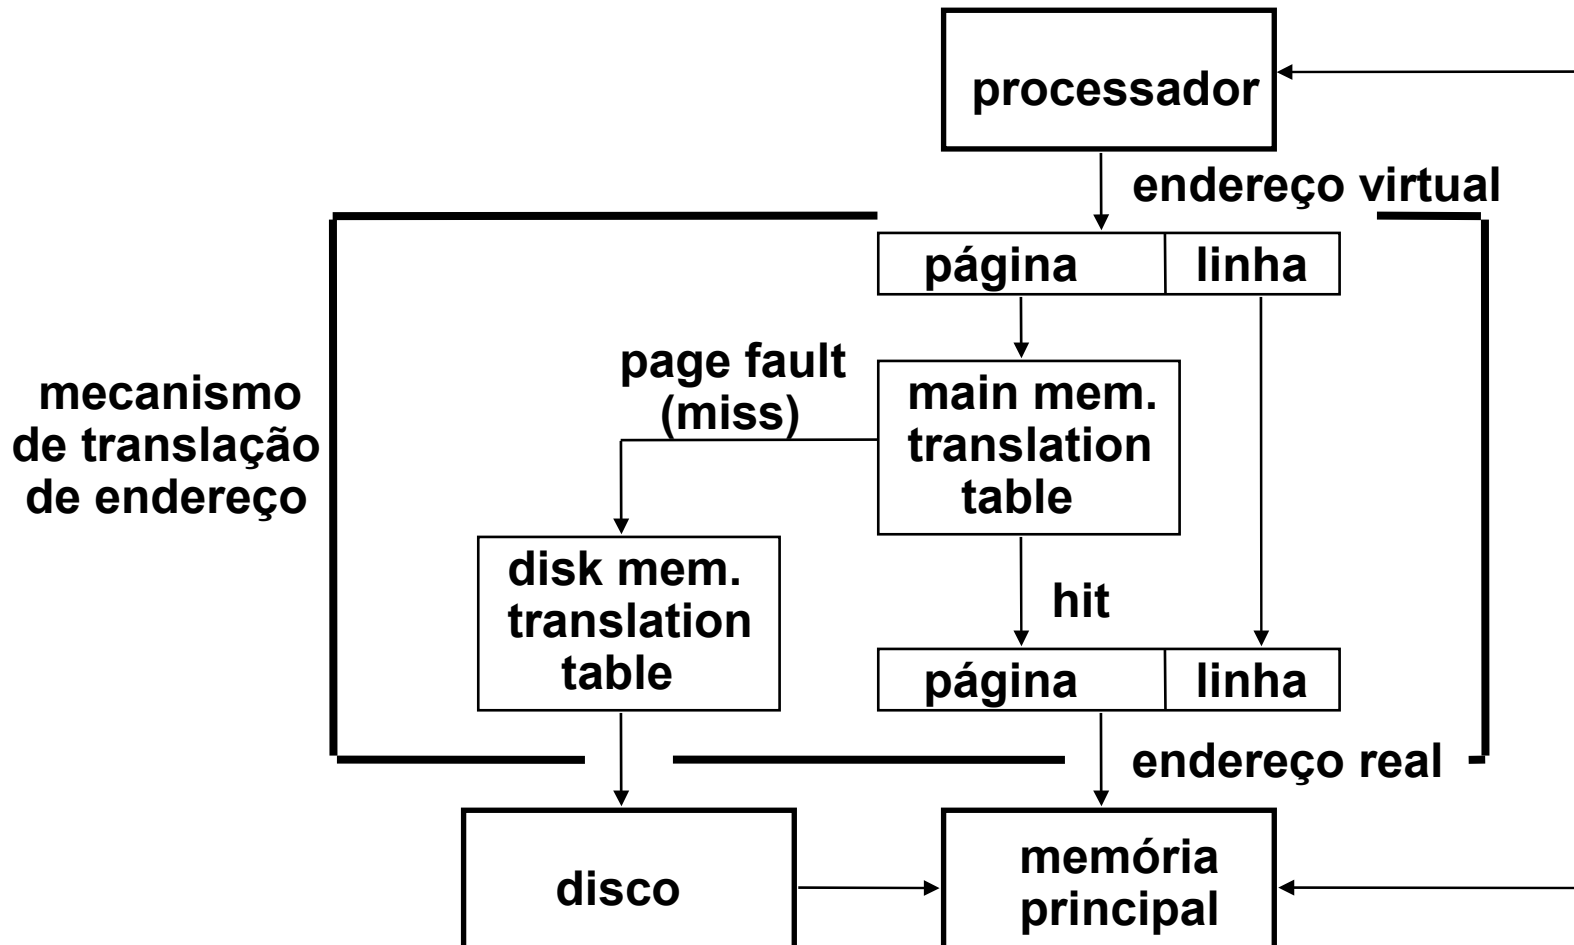 processador
endereço virtual
página linha
page fault
(miss)
main mem.
translation
table
mecanismo
de translação
de endereço
disk mem.
translation
table
hit
página linha
endereço real
disco
memória
principal